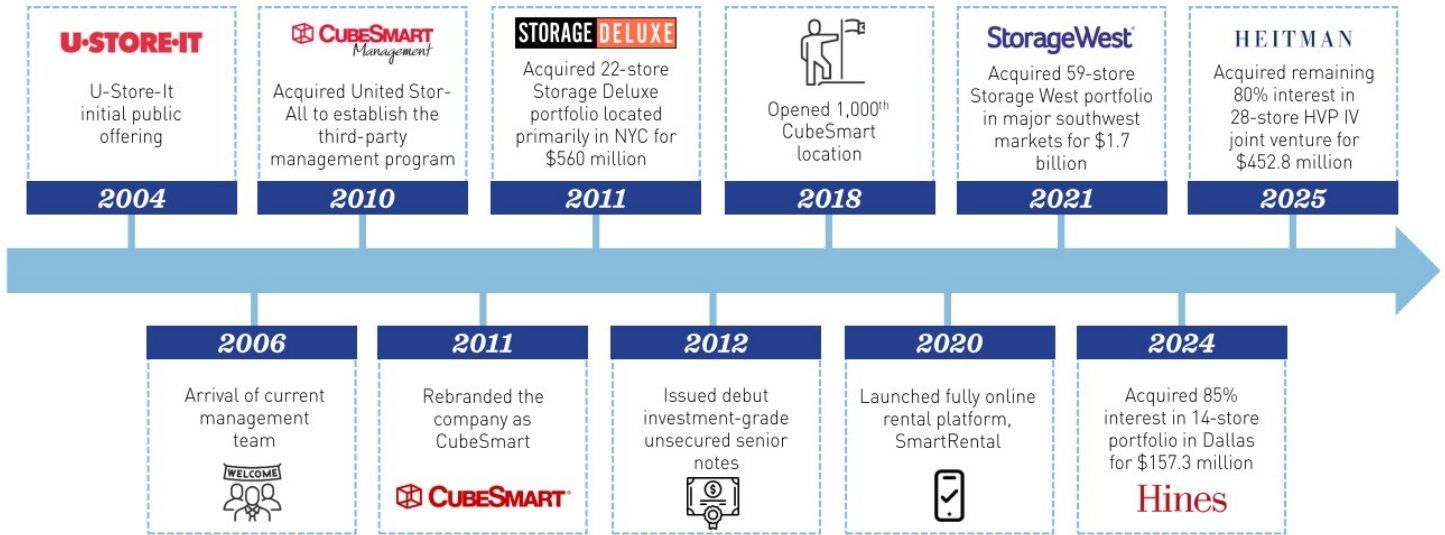 U-STORE-IT
U-Store-It
initial public
offering
2004
CUBESMART
Management
Acquired United Stor-
All to establish the
third-party
management program
2010
STORAGE DELUXE
Acquired 22-store
Storage Deluxe
portfolio located
primarily in NYC for
$560 million
2011
Opened 1,000th
CubeSmart
location
2018
StorageWest
Acquired 59-store
Storage West portfolio
in major southwest
markets for $1.7
billion
2021
HEITMAN
Acquired remaining
80% interest in
28-store HVP IV
joint venture for
$452.8 million
2025
2006
Arrival of current
management
team
WELCOME
2011
Rebranded the
company as
CubeSmart
CUBESMART®
2012
Issued debut
investment-grade
unsecured senior
notes
$
2020
Launched fully online
rental platform,
SmartRental
2024
Acquired 85%
interest in 14-store
portfolio in Dallas
for $157.3 million
Hines